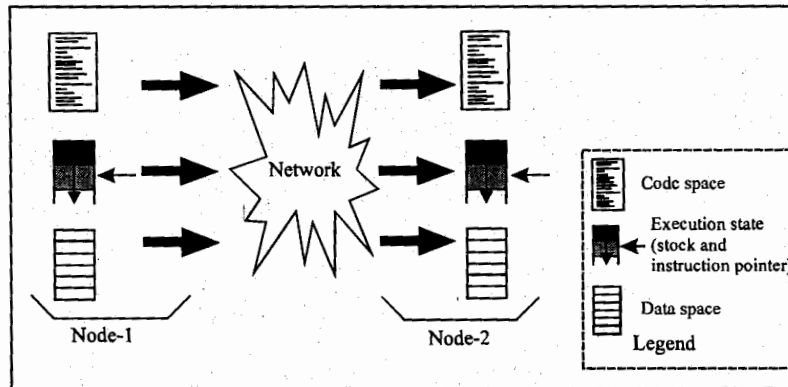 Network
Node-1
Node-2
Code space
Execution state
(stock and
instruction pointer)
Data space
Legend